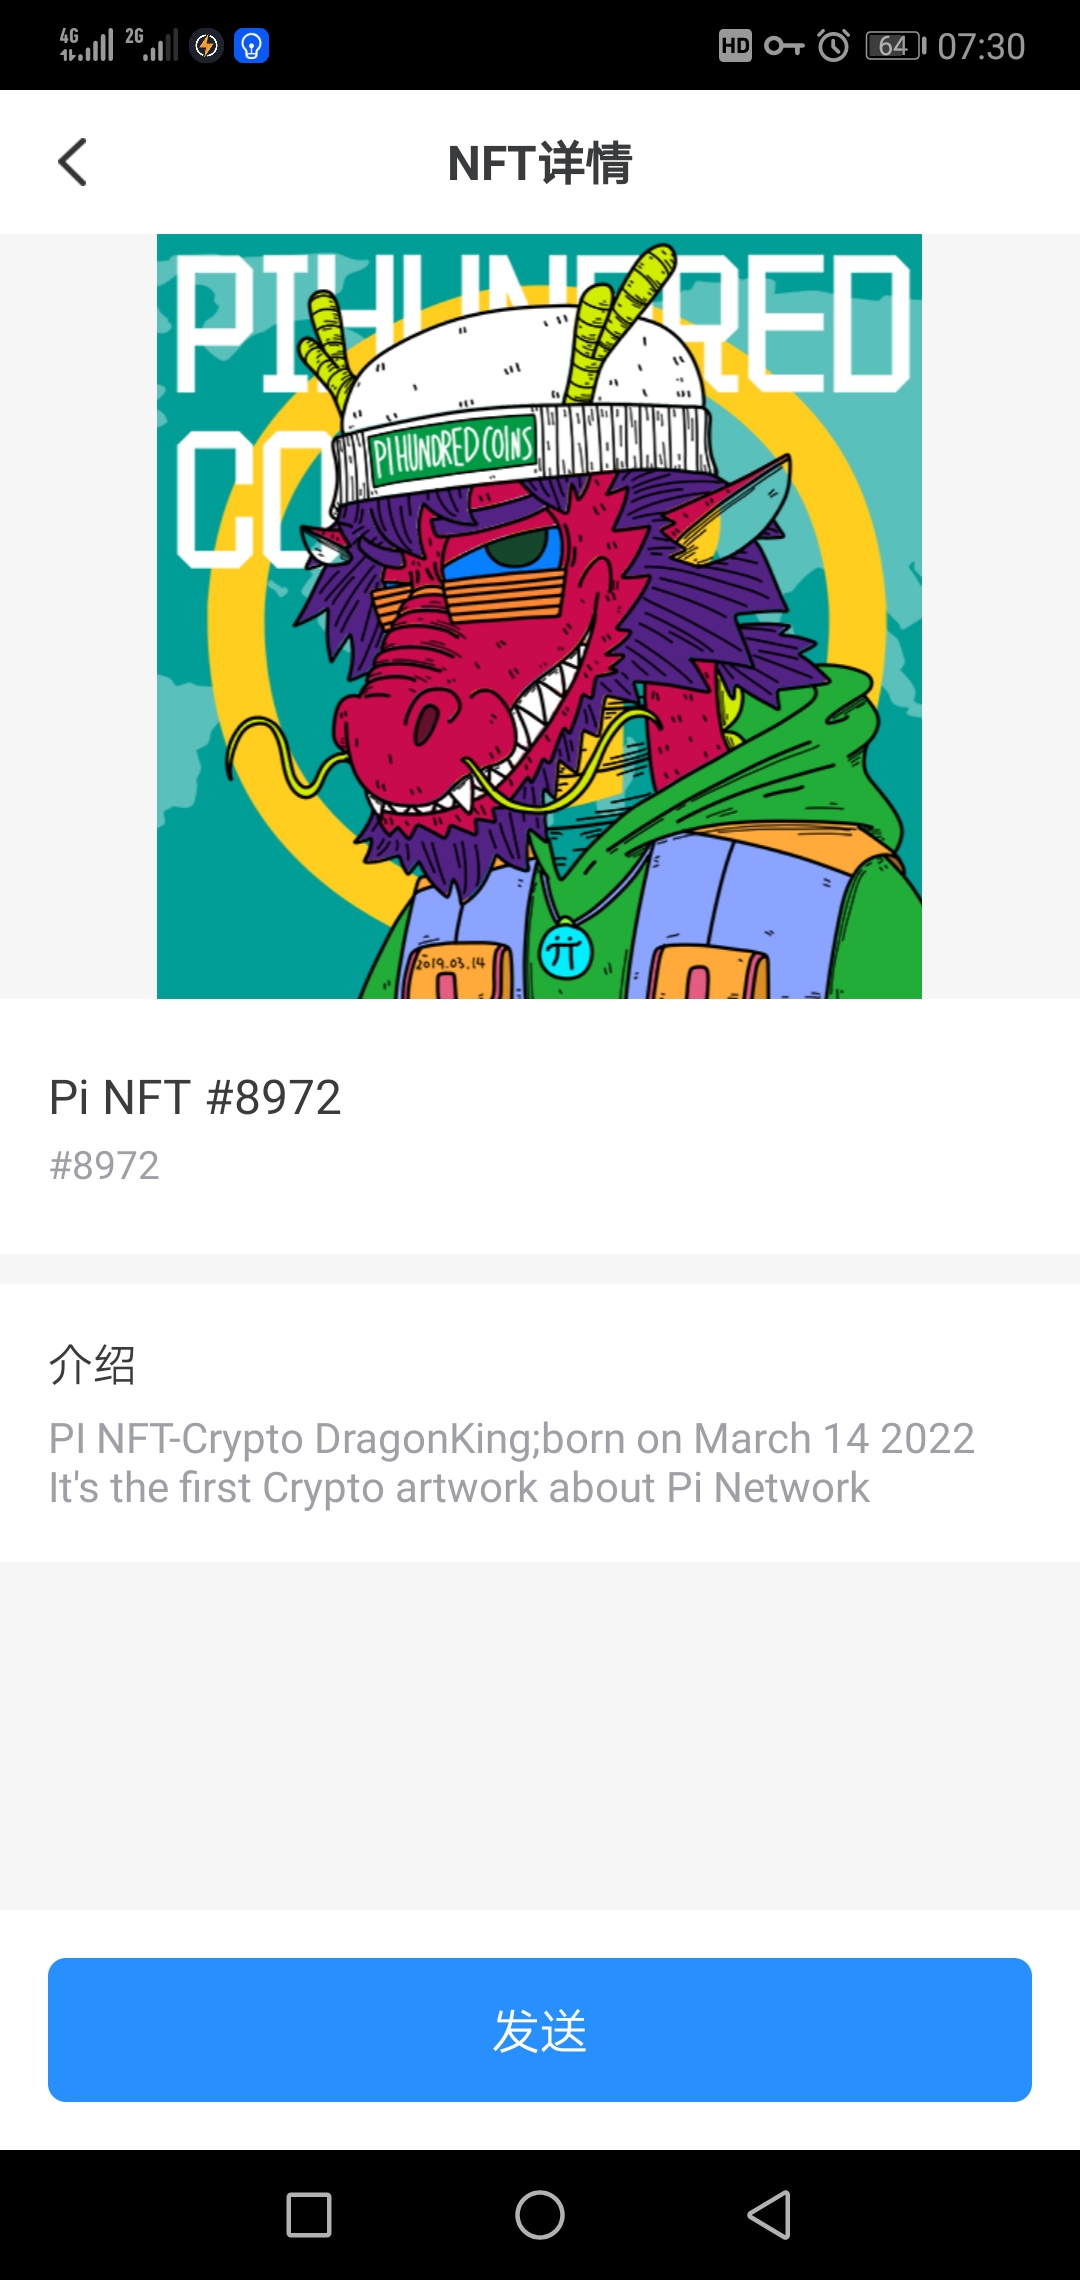 4G 2G HD 64 07:30
NFT详情
PIHUNDRED
CO
PI HUNDRED COINS
2019.03.14
Pi NFT #8972
#8972
介绍
PI NFT-Crypto DragonKing;born on March 14 2022
It's the first Crypto artwork about Pi Network
发送